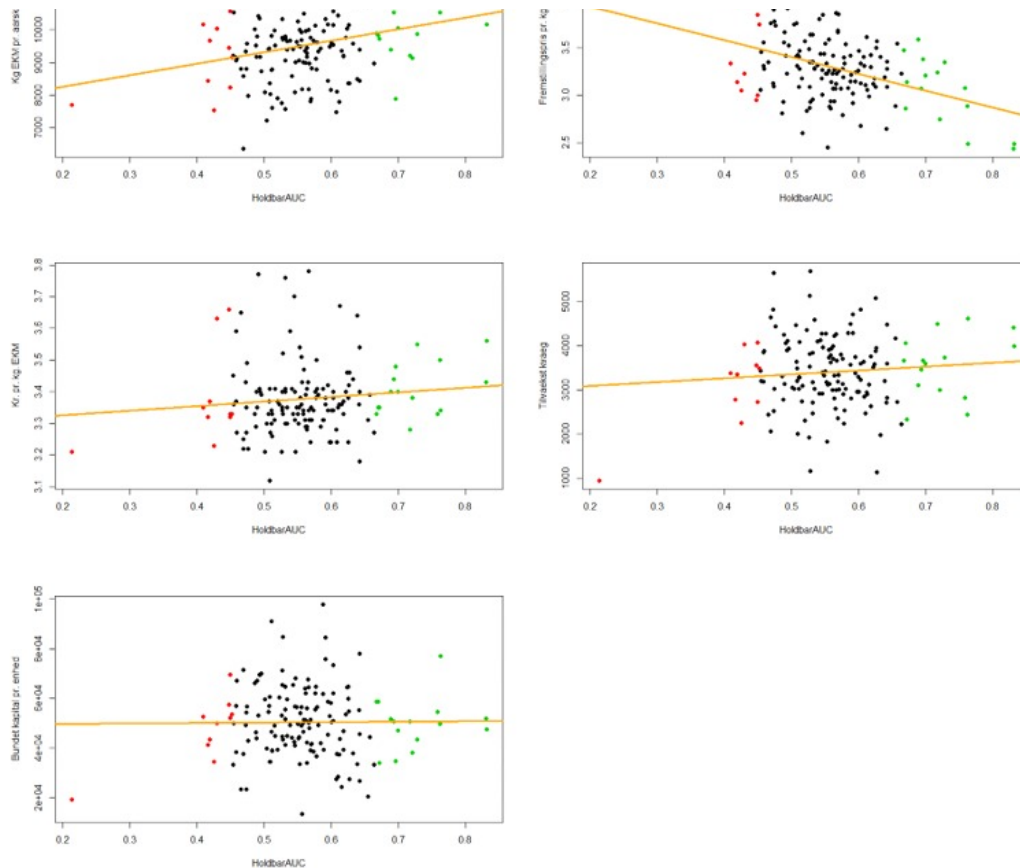 Kg EKM pr. aarsk
10000
9000
8000
7000
0.2 0.3 0.4 0.5 0.6 0.7 0.8
HoldbarAUC
Fremstillingspris pr. kg
3.5
3.0
2.5
0.2 0.3 0.4 0.5 0.6 0.7 0.8
HoldbarAUC
Kr. pr. kg. EKM
3.8
3.7
3.6
3.5
3.4
3.3
3.2
3.1
0.2 0.3 0.4 0.5 0.6 0.7 0.8
HoldbarAUC
Tilvaekst kvaeg
5000
4000
3000
2000
1000
0.2 0.3 0.4 0.5 0.6 0.7 0.8
HoldbarAUC
Bundet kapital pr. enhed
1e+05
8e+04
6e+04
4e+04
2e+04
0.2 0.3 0.4 0.5 0.6 0.7 0.8
HoldbarAUC